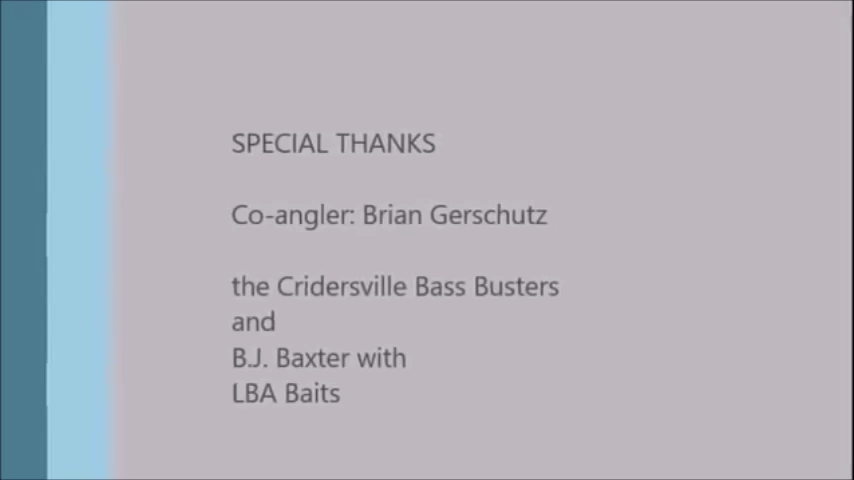 SPECIAL THANKS
Co-angler: Brian Gerschutz
the Cridersville Bass Busters
and
B.J. Baxter with
LBA Baits